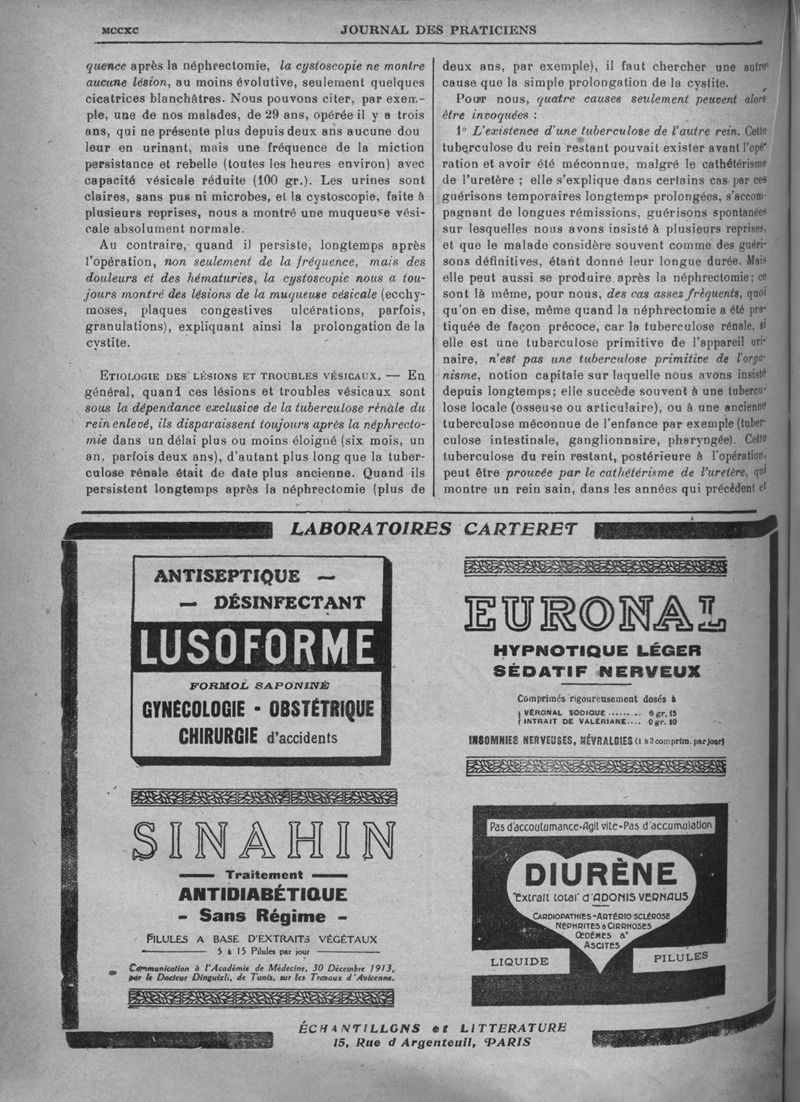 MCCXC
JOURNAL DES PRATICIENS
quence après la néphrectomie, la cystoscopie ne montre
aucune lésion, au moins évolutive, seulement quelques
cicatrices blanchâtres. Nous pouvons citer, par exem-
ple, une de nos malades, de 29 ans, opérée il y a trois
ans, qui ne présente plus depuis deux ans aucune dou
leur en urinant, mais une fréquence de la miction
persistance et rebelle (toutes les heures environ) avec
capacité vésicale réduite (100 gr.). Les urines sont
claires, sans pus ni microbes, et la cystoscopie, faite à
plusieurs reprises, nous a montré une muqueuse vési-
cale absolument normale.
Au contraire, quand il persiste, longtemps après
l'opération, non seulement de la fréquence, mais des
douleurs et des hématuries, la cystoscopie nous a tou-
jours montré des lésions de la muqueuse vésicale (ecchy-
moses, plaques congestives ulcérations, parfois,
granulations), expliquant ainsi la prolongation de la
cystite.
ETIOLOGIE DES LÉSIONS ET TROUBLES VÉSICAUX. — En
général, quand ces lésions et troubles vésicaux sont
sous la dépendance exclusive de la tuberculose rénale du
rein enlevé, ils disparaissent toujours après la néphrecto-
mie dans un délai plus ou moins éloigné (six mois, un
an, parfois deux ans), d'autant plus long que la tuber-
culose rénale était de date plus ancienne. Quand ils
persistent longtemps après la néphrectomie (plus de
deux ans, par exemple), il faut chercher une autre
cause que la simple prolongation de la cystite.
Pour nous, quatre causes seulement peuvent alors
être invoquées :
1° L'existence d'une tuberculose de l'autre rein. Cette
tuberculose du rein restant pouvait exister avant l'opé-
ration et avoir été méconnue, malgré le cathétérisme
de l'uretère ; elle s'explique dans certains cas par ces
guérisons temporaires longtemps prolongées, s'accom-
pagnant de longues rémissions, guérisons spontanées
sur lesquelles nous avons insisté à plusieurs reprises,
et que le malade considère souvent comme des guéri-
sons définitives, étant donné leur longue durée. Mais
elle peut aussi se produire après la néphrectomie; ce
sont là même, pour nous, des cas assez fréquents, quoi
qu'on en dise, même quand la néphrectomie a été pra-
tiquée de façon précoce, car la tuberculose rénale, si
elle est une tuberculose primitive de l'appareil uri-
naire, n'est pas une tuberculose primitive de l'orga-
nisme, notion capitale sur laquelle nous avons insisté
depuis longtemps; elle succède souvent à une tubercu-
lose locale (osseuse ou articulaire), ou à une ancienne
tuberculose méconnue de l'enfance par exemple (tuber
culose intestinale, ganglionnaire, pharyngée). Cette
tuberculose du rein restant, postérieure à l'opération,
peut être prouvée par le cathétérisme de l'uretère, qui
montre un rein sain, dans les années qui précèdent et
LABORATOIRES CARTERET
ANTISEPTIQUE —
— DÉSINFECTANT
LUSOFORME
FORMOL SAPONINÉ
GYNÉCOLOGIE - OBSTÉTRIQUE
CHIRURGIE d'accidents
EURONAL
HYPNOTIQUE LÉGER
SÉDATIF NERVEUX
Comprimés rigoureusement dosés à
VÉRONAL SODIQUE ......... 0 gr. 15
INTRAIT DE VALÉRIANE.... 0 gr. 10
INSOMNIES NERVEUSES, NÉVRALGIES (1 à 3 comprim. par jour)
SINAHIN
Traitement
ANTIDIABÉTIQUE
- Sans Régime -
PILULES A BASE D'EXTRAITS VÉGÉTAUX
5 à 15 Pilules par jour
Communication à l'Académie de Médecine, 30 Décembre 1913,
par le Docteur Dinguizli, de Tunis, sur les Travaux d'Avicenne.
Pas d'accoutumance-Agit vite-Pas d'accumulation
DIURÈNE
"Extrait total" d'ADONIS VERNALIS
CARDIOPATHIES-ARTÉRIO-SCLÉROSE
NÉPHRITES & CIRRHOSES
ŒDÈMES &
ASCITES
LIQUIDE
PILULES
ÉCHANTILLONS et LITTERATURE
15, Rue d Argenteuil, PARIS